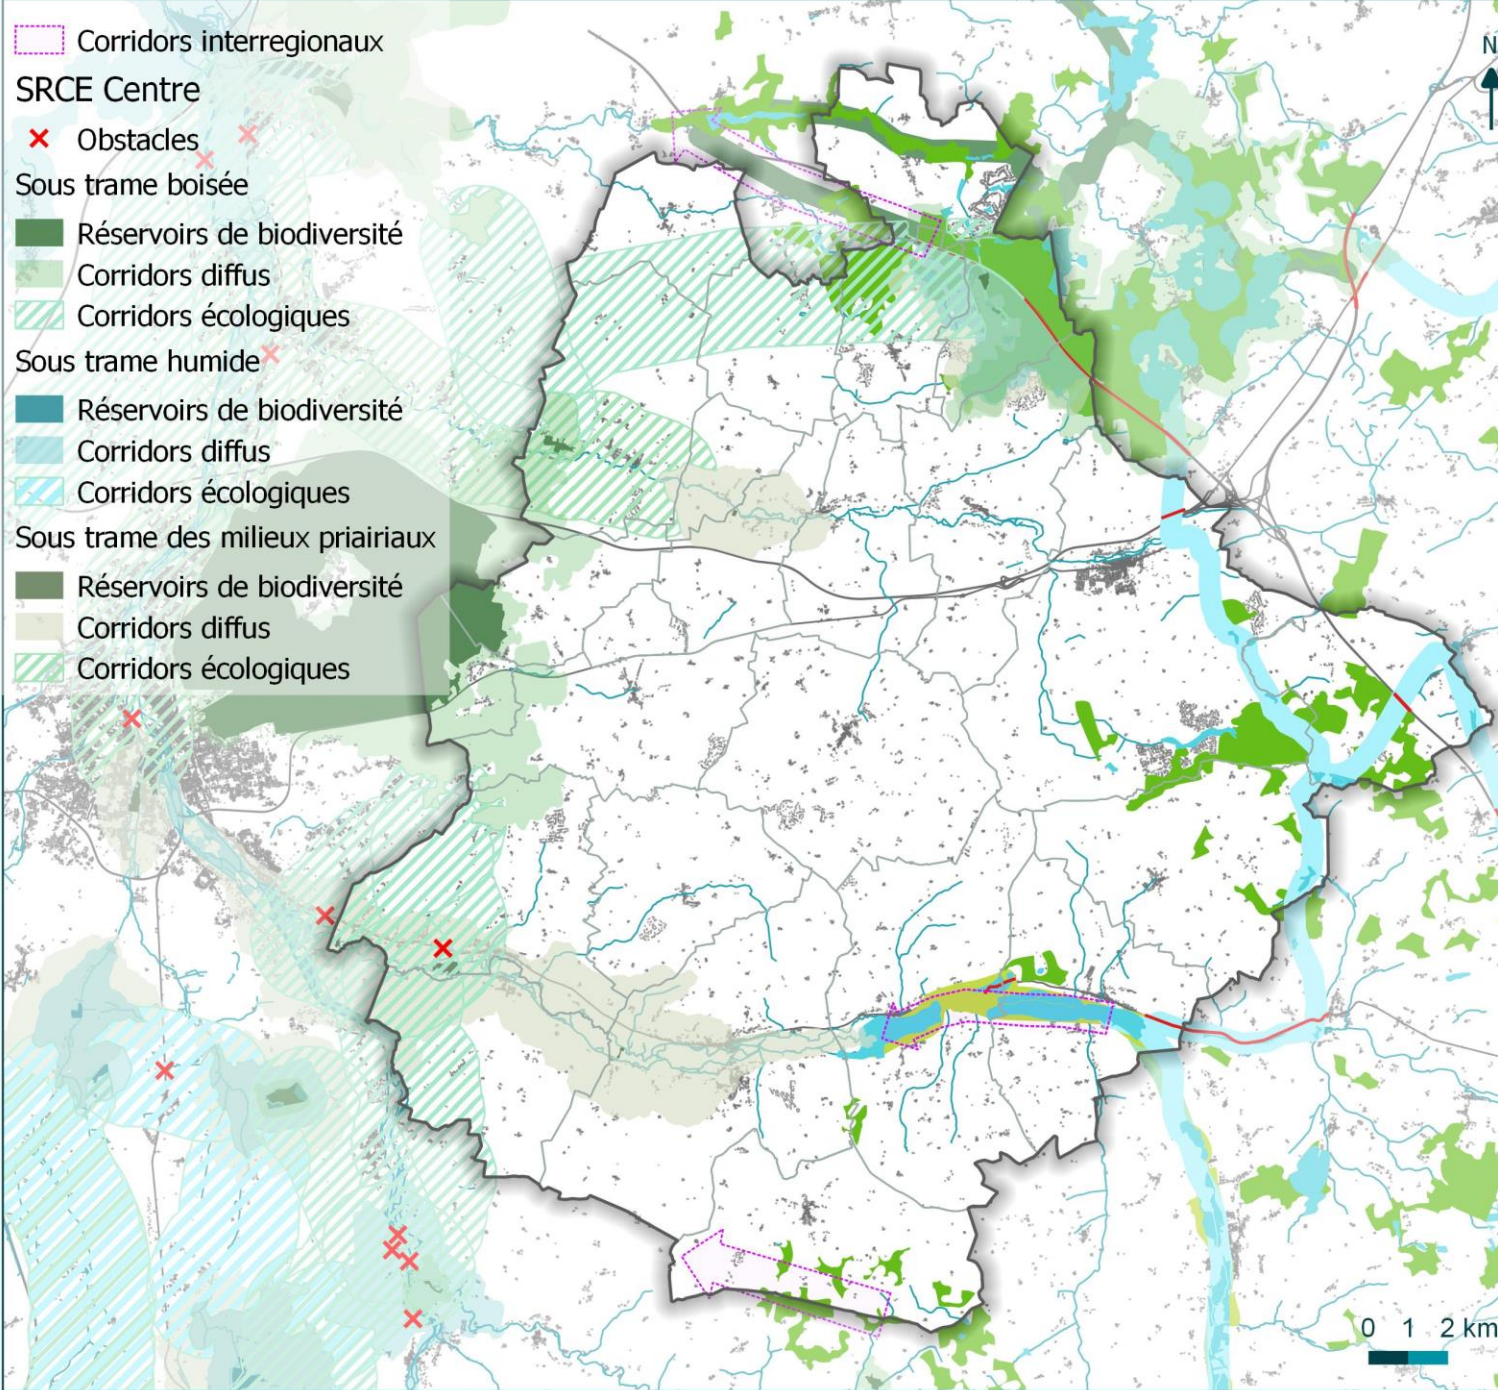 Corridors interregionaux
SRCE Centre
Obstacles
Sous trame boisée
Réservoirs de biodiversité
Corridors diffus
Corridors écologiques
Sous trame humide
Réservoirs de biodiversité
Corridors diffus
Corridors écologiques
Sous trame des milieux priairiaux
Réservoirs de biodiversité
Corridors diffus
Corridors écologiques
N
0 1 2 km